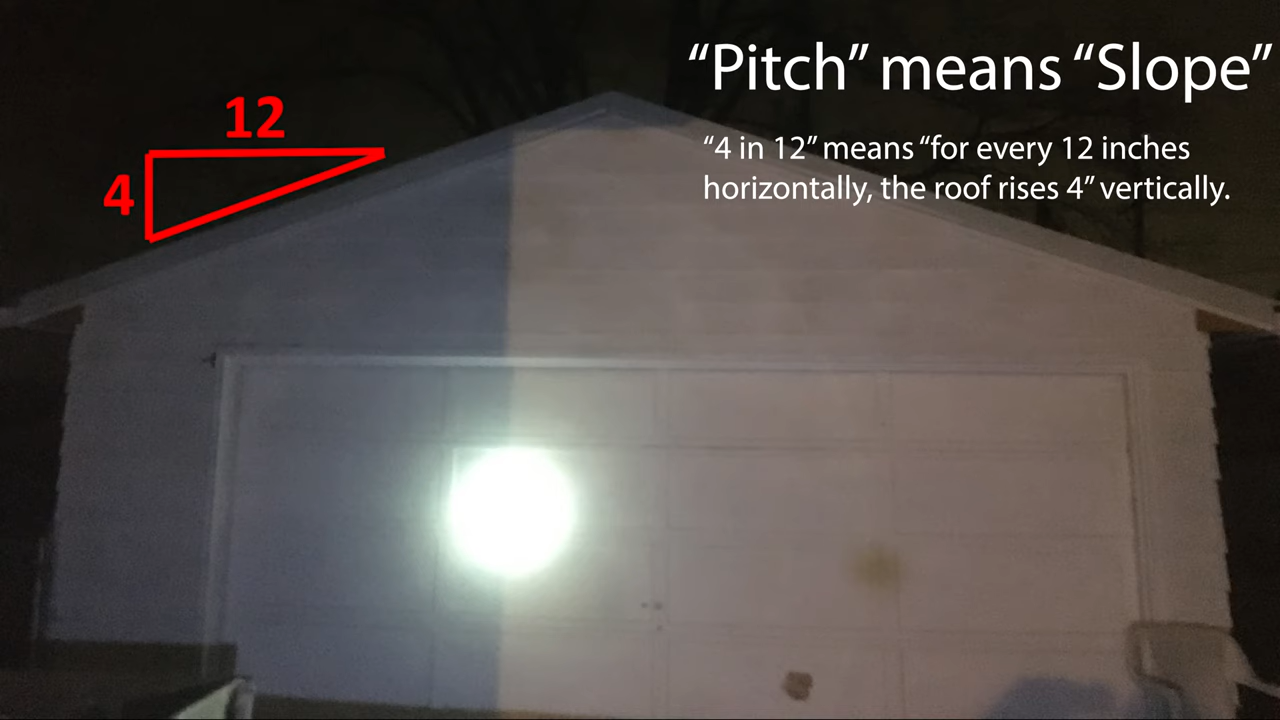 “Pitch” means “Slope”
12
“4 in 12” means “for every 12 inches
4
horizontally, the roof rises 4” vertically.